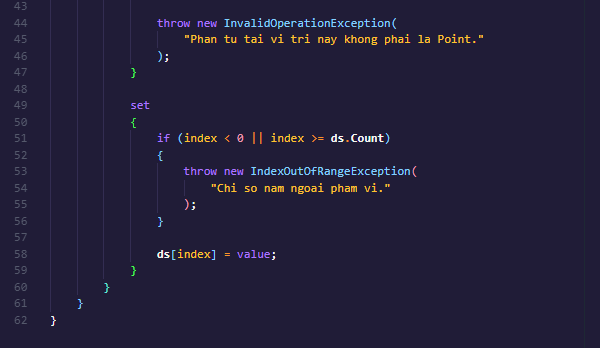 43
44 throw new InvalidOperationException(
45 "Phan tu tai vi tri nay khong phai la Point."
46 );
47 }
48
49 set
50 {
51 if (index < 0 || index >= ds.Count)
52 {
53 throw new IndexOutOfRangeException(
54 "Chi so nam ngoai pham vi."
55 );
56 }
57
58 ds[index] = value;
59 }
60 }
61 }
62 }